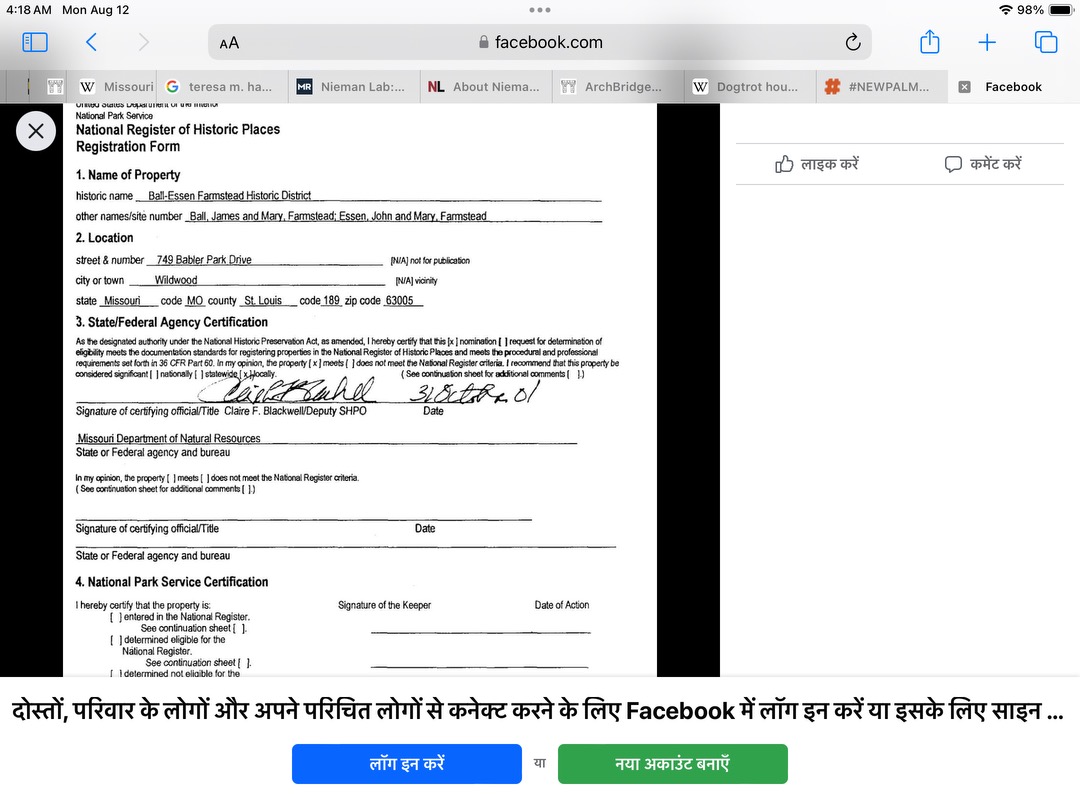 4:18 AM Mon Aug 12
98%
AA
facebook.com
Missouri
teresa m. ha...
Nieman Lab:...
About Niema...
ArchBridge...
Dogtrot hou...
#NEWPALM...
Facebook
United States Department of the Interior
National Park Service
National Register of Historic Places
Registration Form
1. Name of Property
historic name Ball-Essen Farmstead Historic District
other names/site number Ball, James and Mary, Farmstead; Essen, John and Mary, Farmstead
2. Location
street & number 749 Babler Park Drive [N/A] not for publication
city or town Wildwood [N/A] vicinity
state Missouri code MO county St. Louis code 189 zip code 63005
3. State/Federal Agency Certification
As the designated authority under the National Historic Preservation Act, as amended, I hereby certify that this [x] nomination [ ] request for determination of
eligibility meets the documentation standards for registering properties in the National Register of Historic Places and meets the procedural and professional
requirements set forth in 36 CFR Part 60. In my opinion, the property [ x ] meets [ ] does not meet the National Register criteria. I recommend that this property be
considered significant [ ] nationally [ ] statewide [ x ] locally. ( See continuation sheet for additional comments [ ].)
31 October 01
Signature of certifying official/Title Claire F. Blackwell/Deputy SHPO Date
Missouri Department of Natural Resources
State or Federal agency and bureau
In my opinion, the property [ ] meets [ ] does not meet the National Register criteria.
( See continuation sheet for additional comments [ ].)
Signature of certifying official/Title Date
State or Federal agency and bureau
4. National Park Service Certification
I hereby certify that the property is: Signature of the Keeper Date of Action
[ ] entered in the National Register.
See continuation sheet [ ].
[ ] determined eligible for the
National Register.
See continuation sheet [ ].
[ ] determined not eligible for the
लाइक करें
कमेंट करें
दोस्तों, परिवार के लोगों और अपने परिचित लोगों से कनेक्ट करने के लिए Facebook में लॉग इन करें या इसके लिए साइन ...
लॉग इन करें या नया अकाउंट बनाएँ